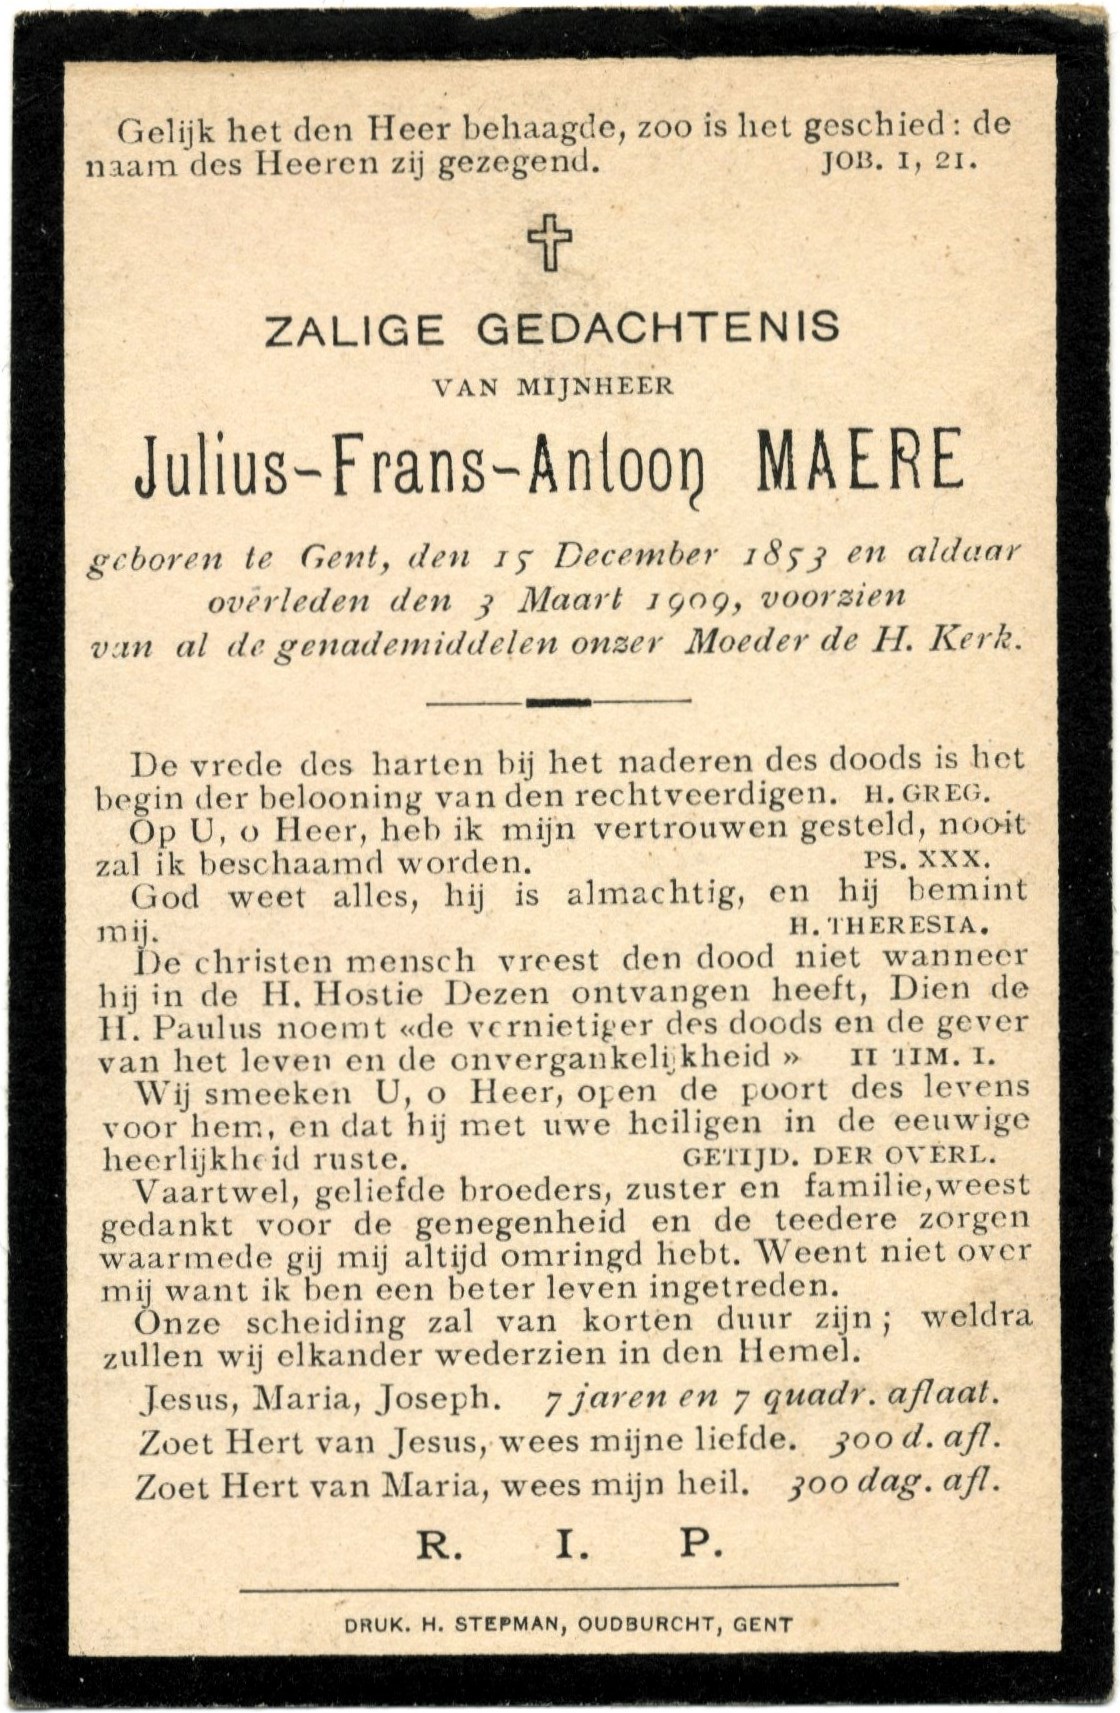 Gelijk het den Heer behaagde, zoo is het geschied: de
naam des Heeren zij gezegend. JOB. I, 21.
ZALIGE GEDACHTENIS
VAN MIJNHEER
Julius-Frans-Antoon MAERE
geboren te Gent, den 15 December 1853 en aldaar
overleden den 3 Maart 1909, voorzien
van al de genademiddelen onzer Moeder de H. Kerk.
De vrede des harten bij het naderen des doods is het
begin der belooning van den rechtveerdigen. H. GREG.
Op U, o Heer, heb ik mijn vertrouwen gesteld, nooit
zal ik beschaamd worden. PS. XXX.
God weet alles, hij is almachtig, en hij bemint
mij. H. THERESIA.
De christen mensch vreest den dood niet wanneer
hij in de H. Hostie Dezen ontvangen heeft, Dien de
H. Paulus noemt «de vernietiger des doods en de gever
van het leven en de onvergankelijkheid » II TIM. I.
Wij smeeken U, o Heer, open de poort des levens
voor hem, en dat hij met uwe heiligen in de eeuwige
heerlijkheid ruste. GETIJD. DER OVERL.
Vaartwel, geliefde broeders, zuster en familie, weest
gedankt voor de genegenheid en de teedere zorgen
waarmede gij mij altijd omringd hebt. Weent niet over
mij want ik ben een beter leven ingetreden.
Onze scheiding zal van korten duur zijn; weldra
zullen wij elkander wederzien in den Hemel.
Jesus, Maria, Joseph. 7 jaren en 7 quadr. aflaat.
Zoet Hert van Jesus, wees mijne liefde. 300 d. afl.
Zoet Hert van Maria, wees mijn heil. 300 dag. afl.
R. I. P.
DRUK. H. STEPMAN, OUDBURCHT, GENT